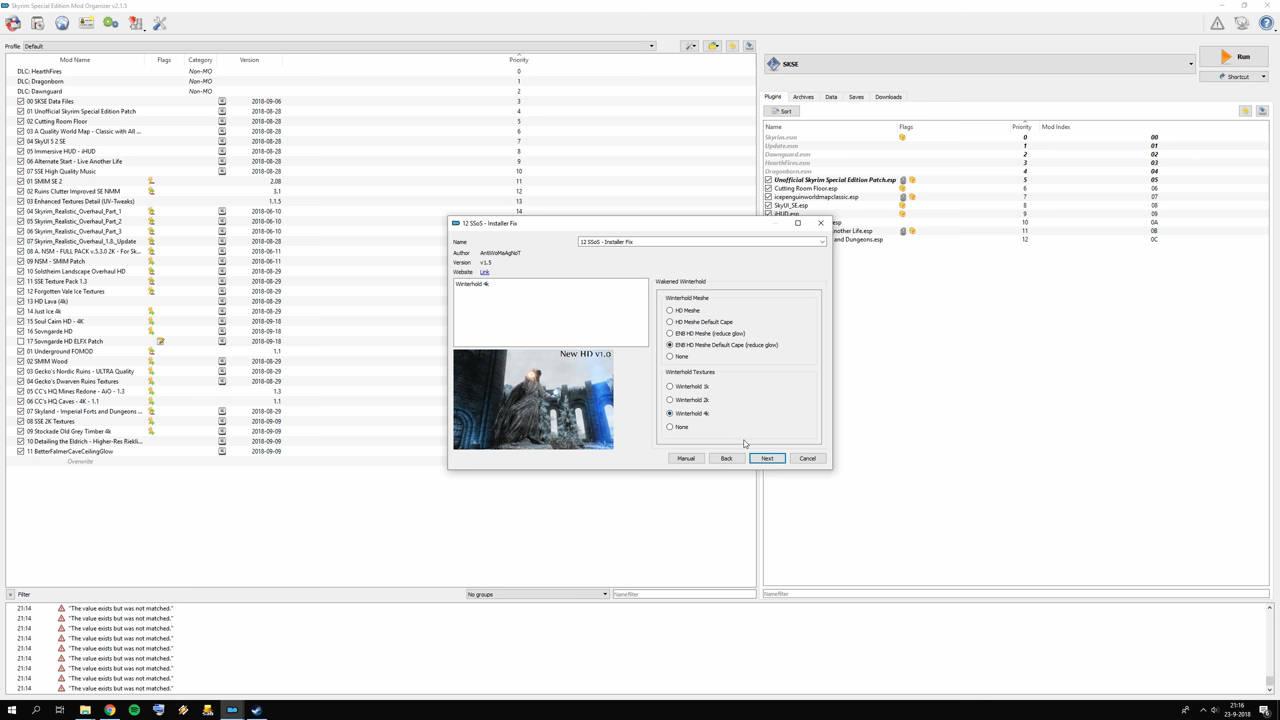 Skyrim Special Edition Mod Organizer v2.1.5
Profile Default
Mod Name Flags Category Version Priority
DLC: HearthFires Non-MO 0
DLC: Dragonborn Non-MO 1
DLC: Dawnguard Non-MO 2
00 SKSE Data Files 2018-09-06 3
01 Unofficial Skyrim Special Edition Patch 2018-08-28 4
02 Cutting Room Floor 2018-08-28 5
03 A Quality World Map - Classic with All ... 2018-08-28 6
04 SkyUI 5 2 SE 2018-08-28 7
05 Immersive HUD - iHUD 2018-08-28 8
06 Alternate Start - Live Another Life 2018-08-28 9
07 SSE High Quality Music 2018-08-28 10
01 SMIM SE 2 2.08 11
02 Ruins Clutter Improved SE NMM 3.1 12
03 Enhanced Textures Detail (UV-Tweaks) 1.1.5 13
04 Skyrim_Realistic_Overhaul_Part_1 2018-06-10 14
05 Skyrim_Realistic_Overhaul_Part_2 2018-06-10
06 Skyrim_Realistic_Overhaul_Part_3 2018-06-10
07 Skyrim_Realistic_Overhaul_1.8._Update 2018-08-29
08 A. NSM - FULL PACK v.5.3.0 2K - For Sk... 2018-08-29
09 NSM - SMIM Patch 2018-08-29
10 Solstheim Landscape Overhaul HD 2018-08-29
11 SSE Texture Pack 1.3 2018-08-29
12 Forgotten Vale Ice Textures 2018-08-29
13 HD Lava (4k) 2018-08-29
14 Just Ice 4k 2018-08-29
15 Soul Cairn HD - 4K 2018-09-18
16 Sovngarde HD 2018-09-18
17 Sovngarde HD ELFX Patch 2018-09-18
01 Underground FOMOD 1.1
02 SMIM Wood 2018-08-29
03 Gecko's Nordic Ruins - ULTRA Quality 2018-08-29
04 Gecko's Dwarven Ruins Textures 2018-08-29
05 CC's HQ Mines Redone - AiO - 1.3 1.3
06 CC's HQ Caves - 4K - 1.1 1.1
07 Skyland - Imperial Forts and Dungeons ... 2018-08-29
08 SSE 2K Textures 2018-09-09
09 Stockade Old Grey Timber 4k 2018-09-09
10 Detailing the Eldrich - Higher-Res Riekli... 2018-09-09
11 BetterFalmerCaveCeilingGlow 2018-09-09
Overwrite
SKSE
Run
Shortcut
Plugins Archives Data Saves Downloads
Sort
Name Flags Priority Mod Index
Skyrim.esm 0 00
Update.esm 1 01
Dawnguard.esm 2 02
HearthFires.esm 3 03
Dragonborn.esm 4 04
Unofficial Skyrim Special Edition Patch.esp 5 05
Cutting Room Floor.esp 6 06
icepenguinworldmapclassic.esp 7 07
SkyUI_SE.esp 8 08
iHUD.esp 9 09
esp 10 0A
nother Life.esp 11 0B
nd Dungeons.esp 12 0C
12 SSoS - Installer Fix
Name 12 SSoS - Installer Fix
Author AntiWoMaAgNoT
Version v1.5
Website Link
Winterhold 4k
New HD v1.0
Wakened Winterhold
Winterhold Meshe
HD Meshe
HD Meshe Default Cape
ENB HD Meshe (reduce glow)
ENB HD Meshe Default Cape (reduce glow)
None
Winterhold Textures
Winterhold 1k
Winterhold 2k
Winterhold 4k
None
Manual Back Next Cancel
« Filter No groups Namefilter
Namefilter
21:14 "The value exists but was not matched."
21:14 "The value exists but was not matched."
21:14 "The value exists but was not matched."
21:14 "The value exists but was not matched."
21:14 "The value exists but was not matched."
21:14 "The value exists but was not matched."
21:14 "The value exists but was not matched."
21:14 "The value exists but was not matched."
21:14 "The value exists but was not matched."
21:16
23-9-2018